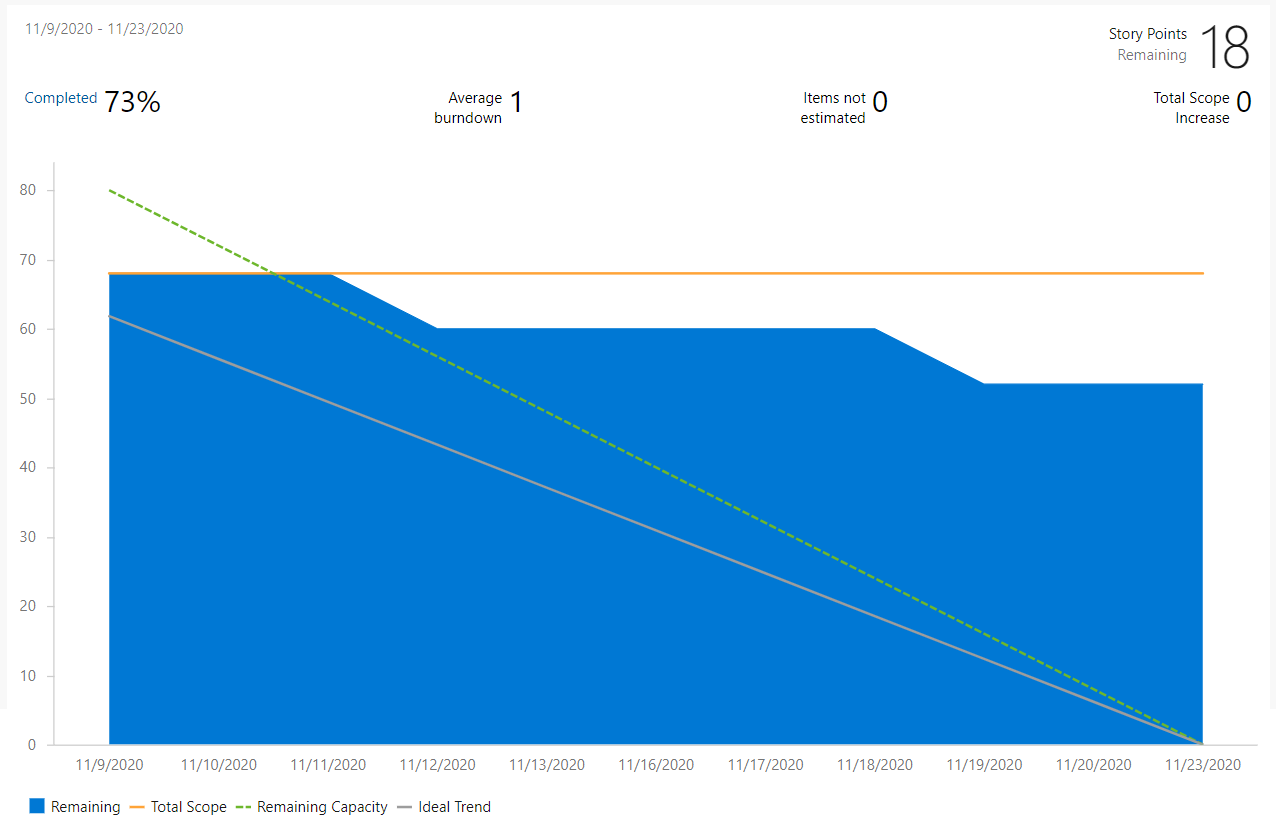 11/9/2020 - 11/23/2020
Story Points
Remaining
18
Completed 73%
Average
burndown
1
Items not
estimated
0
Total Scope
Increase
0
80
70
60
50
40
30
20
10
0
11/9/2020 11/10/2020 11/11/2020 11/12/2020 11/13/2020 11/16/2020 11/17/2020 11/18/2020 11/19/2020 11/20/2020 11/23/2020
Remaining Total Scope Remaining Capacity Ideal Trend